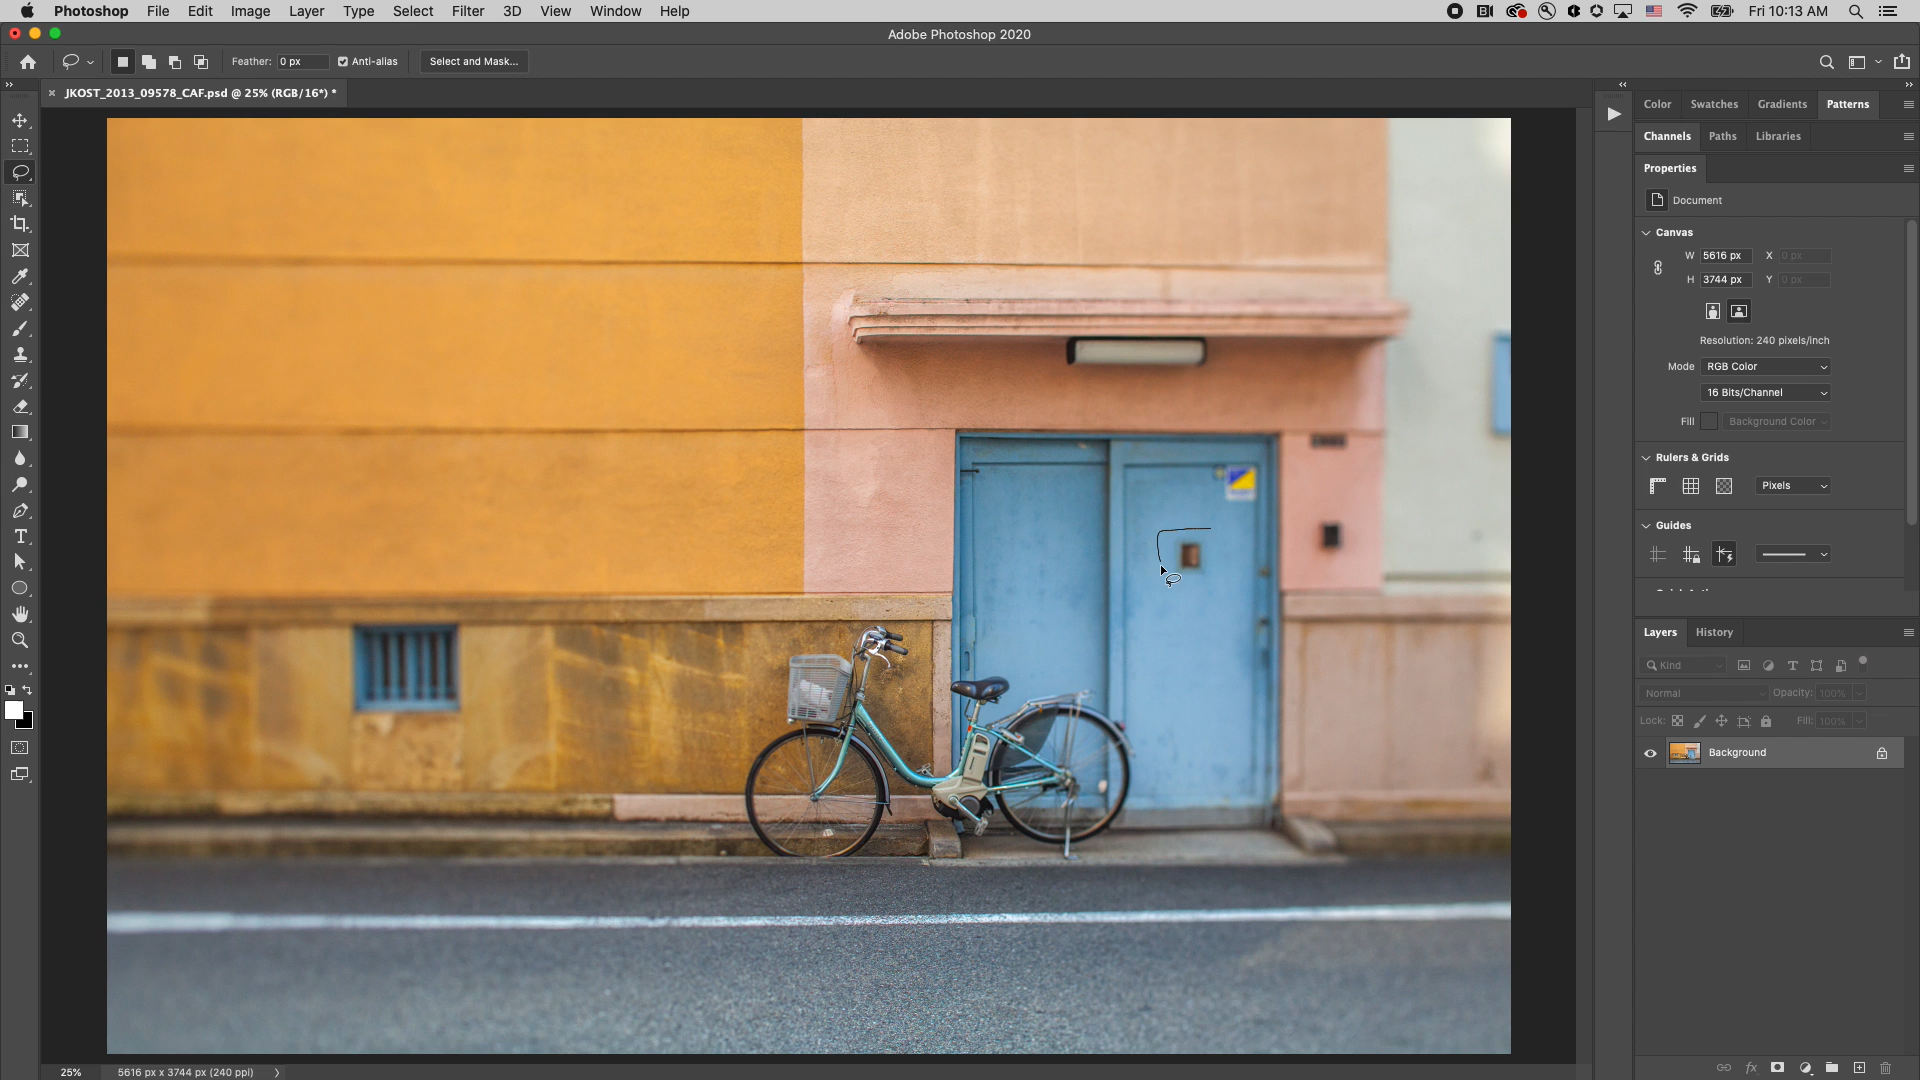 Photoshop File Edit Image Layer Type Select Filter 3D View Window Help Fri 10:13 AM
Adobe Photoshop 2020
Feather: 0 px Anti-alias Select and Mask...
× JKOST_2013_09578_CAF.psd @ 25% (RGB/16*) *
Color Swatches Gradients Patterns
Channels Paths Libraries
Properties
Document
Canvas
W 5616 px X 0 px
H 3744 px Y 0 px
Resolution: 240 pixels/inch
Mode RGB Color
16 Bits/Channel
Fill Background Color
Rulers & Grids
Pixels
Guides
Layers History
Kind
Normal Opacity: 100%
Lock: Fill: 100%
Background
25% 5616 px x 3744 px (240 ppi)